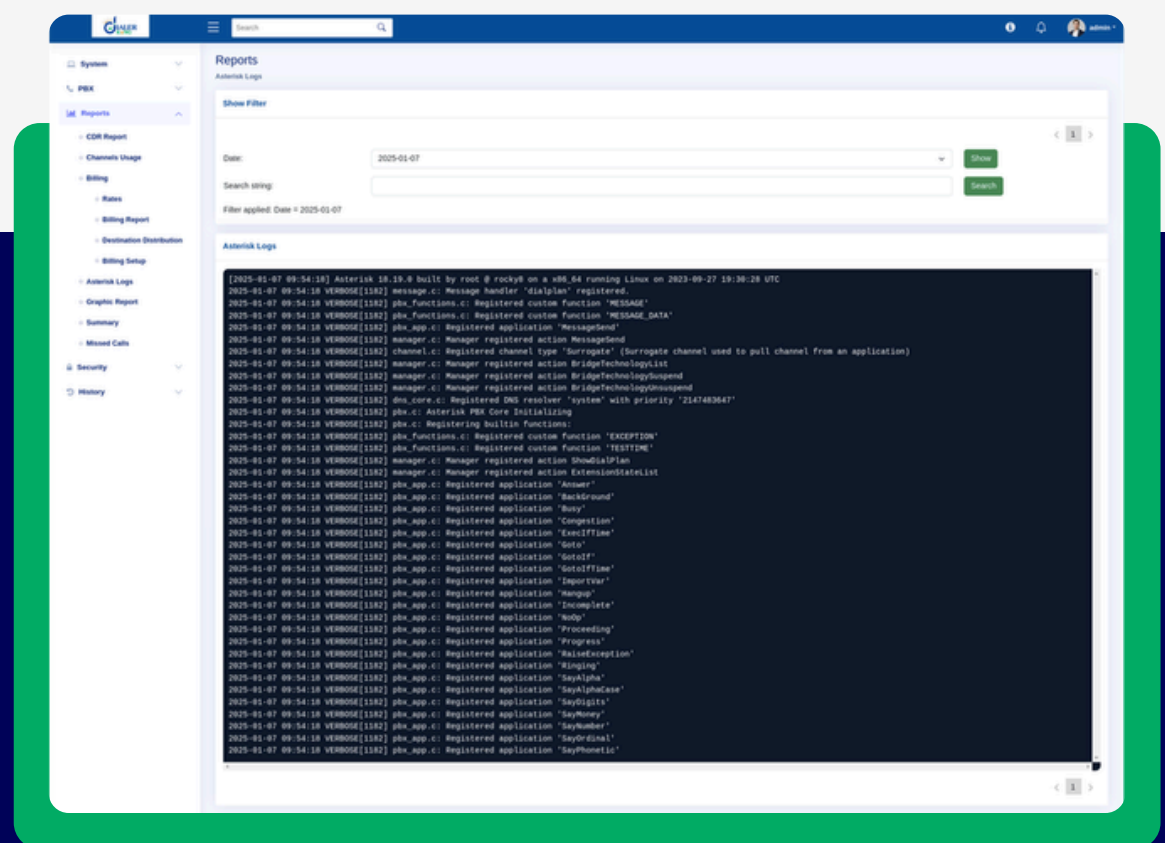 DIALER
Search
admin
System
PBX
Reports
CDR Report
Channels Usage
Billing
Rates
Billing Report
Destination Distribution
Billing Setup
Asterisk Logs
Graphic Report
Summary
Missed Calls
Security
History
Reports
Asterisk Logs
Show Filter
< 1 >
Date: 2025-01-07 Show
Search string: Search
Filter applied: Date = 2025-01-07
Asterisk Logs
[2025-01-07 09:54:18] Asterisk 18.19.0 built by root @ rocky8 on a x86_64 running Linux on 2023-09-27 19:30:28 UTC
2025-01-07 09:54:18 VERBOSE[1182] message.c: Message handler 'dialplan' registered.
2025-01-07 09:54:18 VERBOSE[1182] pbx_functions.c: Registered custom function 'MESSAGE'
2025-01-07 09:54:18 VERBOSE[1182] pbx_functions.c: Registered custom function 'MESSAGE_DATA'
2025-01-07 09:54:18 VERBOSE[1182] pbx_app.c: Registered application 'MessageSend'
2025-01-07 09:54:18 VERBOSE[1182] manager.c: Manager registered action MessageSend
2025-01-07 09:54:18 VERBOSE[1182] channel.c: Registered channel type 'Surrogate' (Surrogate channel used to pull channel from an application)
2025-01-07 09:54:18 VERBOSE[1182] manager.c: Manager registered action BridgeTechnologyList
2025-01-07 09:54:18 VERBOSE[1182] manager.c: Manager registered action BridgeTechnologySuspend
2025-01-07 09:54:18 VERBOSE[1182] manager.c: Manager registered action BridgeTechnologyUnsuspend
2025-01-07 09:54:18 VERBOSE[1182] dns_core.c: Registered DNS resolver 'system' with priority '2147483647'
2025-01-07 09:54:18 VERBOSE[1182] pbx.c: Asterisk PBX Core Initializing
2025-01-07 09:54:18 VERBOSE[1182] pbx.c: Registering builtin functions:
2025-01-07 09:54:18 VERBOSE[1182] pbx_functions.c: Registered custom function 'EXCEPTION'
2025-01-07 09:54:18 VERBOSE[1182] pbx_functions.c: Registered custom function 'TESTTIME'
2025-01-07 09:54:18 VERBOSE[1182] manager.c: Manager registered action ShowDialPlan
2025-01-07 09:54:18 VERBOSE[1182] manager.c: Manager registered action ExtensionStateList
2025-01-07 09:54:18 VERBOSE[1182] pbx_app.c: Registered application 'Answer'
2025-01-07 09:54:18 VERBOSE[1182] pbx_app.c: Registered application 'BackGround'
2025-01-07 09:54:18 VERBOSE[1182] pbx_app.c: Registered application 'Busy'
2025-01-07 09:54:18 VERBOSE[1182] pbx_app.c: Registered application 'Congestion'
2025-01-07 09:54:18 VERBOSE[1182] pbx_app.c: Registered application 'ExecIfTime'
2025-01-07 09:54:18 VERBOSE[1182] pbx_app.c: Registered application 'Goto'
2025-01-07 09:54:18 VERBOSE[1182] pbx_app.c: Registered application 'GotoIf'
2025-01-07 09:54:18 VERBOSE[1182] pbx_app.c: Registered application 'GotoIfTime'
2025-01-07 09:54:18 VERBOSE[1182] pbx_app.c: Registered application 'ImportVar'
2025-01-07 09:54:18 VERBOSE[1182] pbx_app.c: Registered application 'Hangup'
2025-01-07 09:54:18 VERBOSE[1182] pbx_app.c: Registered application 'Incomplete'
2025-01-07 09:54:18 VERBOSE[1182] pbx_app.c: Registered application 'NoOp'
2025-01-07 09:54:18 VERBOSE[1182] pbx_app.c: Registered application 'Proceeding'
2025-01-07 09:54:18 VERBOSE[1182] pbx_app.c: Registered application 'Progress'
2025-01-07 09:54:18 VERBOSE[1182] pbx_app.c: Registered application 'RaiseException'
2025-01-07 09:54:18 VERBOSE[1182] pbx_app.c: Registered application 'Ringing'
2025-01-07 09:54:18 VERBOSE[1182] pbx_app.c: Registered application 'SayAlpha'
2025-01-07 09:54:18 VERBOSE[1182] pbx_app.c: Registered application 'SayAlphaCase'
2025-01-07 09:54:18 VERBOSE[1182] pbx_app.c: Registered application 'SayDigits'
2025-01-07 09:54:18 VERBOSE[1182] pbx_app.c: Registered application 'SayMoney'
2025-01-07 09:54:18 VERBOSE[1182] pbx_app.c: Registered application 'SayNumber'
2025-01-07 09:54:18 VERBOSE[1182] pbx_app.c: Registered application 'SayOrdinal'
2025-01-07 09:54:18 VERBOSE[1182] pbx_app.c: Registered application 'SayPhonetic'
< 1 >